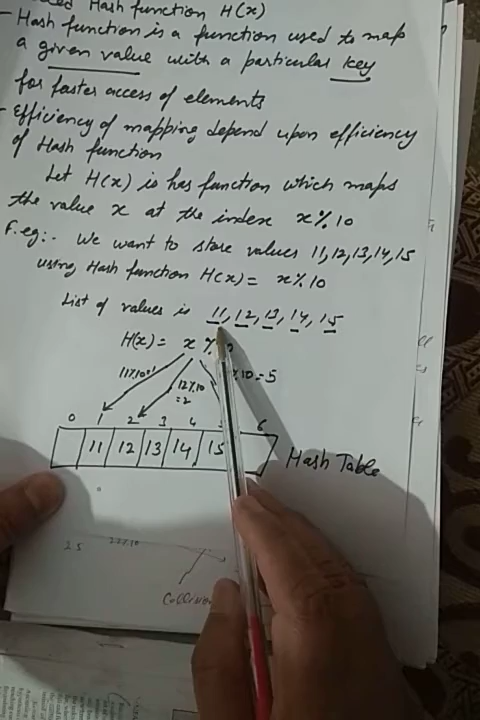 Hash function H(x)
- Hash function is a function used to map
a given value with a particular key
for faster access of elements
- Efficiency of mapping depend upon efficiency
of Hash function
Let H(x) is has function which maps
the value x at the index x%10
F.eg:- We want to store values 11,12,13,14,15
using Hash function H(x) = x%10
List of values is 11, 12, 13, 14, 15
H(x) = x %
11%10=1
12%10
=2
%10=5
0 1 2 3 4 6
11 12 13 14 15
Hash Table
25